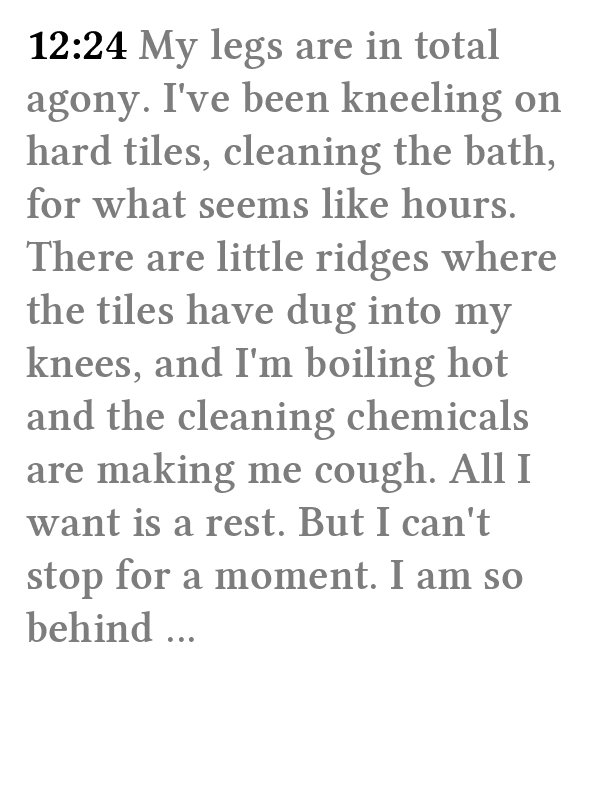 12:24 My legs are in total
agony. I've been kneeling on
hard tiles, cleaning the bath,
for what seems like hours.
There are little ridges where
the tiles have dug into my
knees, and I'm boiling hot
and the cleaning chemicals
are making me cough. All I
want is a rest. But I can't
stop for a moment. I am so
behind ...